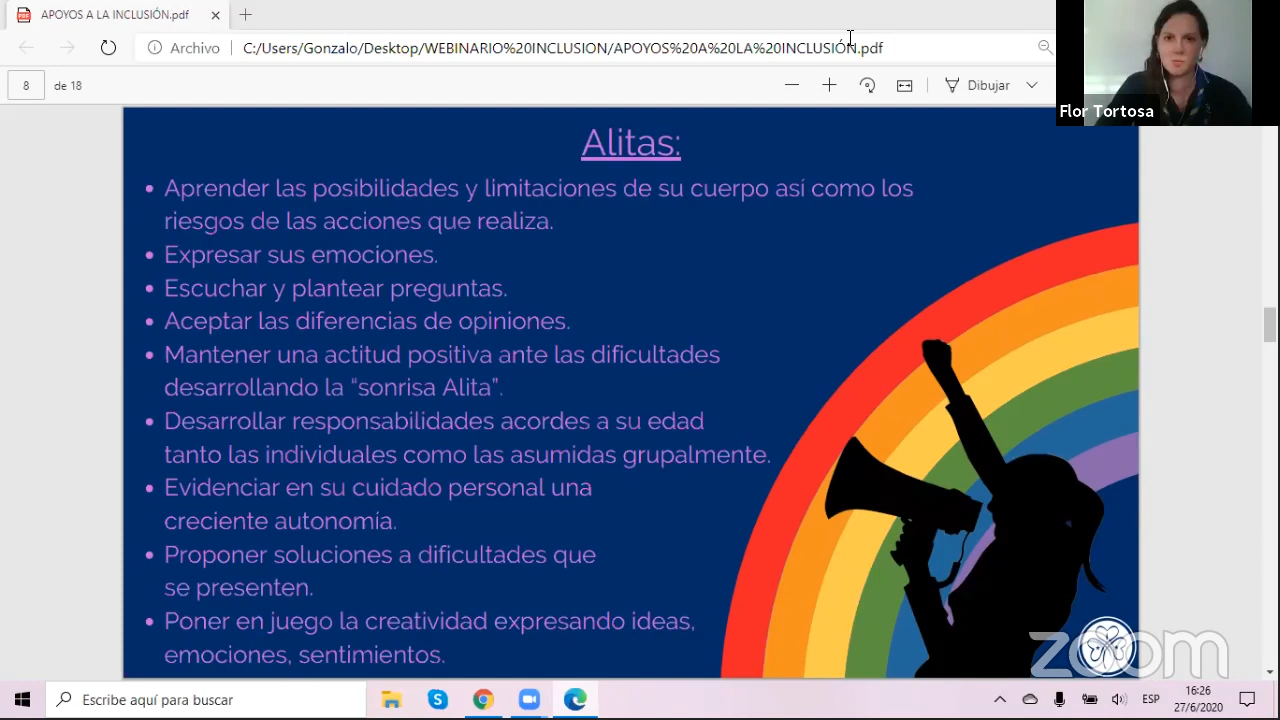 APOYOS A LA INCLUSIÓN.pdf
Archivo
C:/Users/Gonzalo/Desktop/WEBINARIO%20INCLUSION/APOYOS%20A%20LA%20INCLUSIÓN.pdf
8 de 18
Dibujar
Flor Tortosa
Alitas:
• Aprender las posibilidades y limitaciones de su cuerpo así como los
riesgos de las acciones que realiza.
• Expresar sus emociones.
• Escuchar y plantear preguntas.
• Aceptar las diferencias de opiniones.
• Mantener una actitud positiva ante las dificultades
desarrollando la “sonrisa Alita”.
• Desarrollar responsabilidades acordes a su edad
tanto las individuales como las asumidas grupalmente.
• Evidenciar en su cuidado personal una
creciente autonomía.
• Proponer soluciones a dificultades que
se presenten.
• Poner en juego la creatividad expresando ideas,
emociones, sentimientos.
zoom
Escribe aquí para buscar
ESP
16:26
27/6/2020